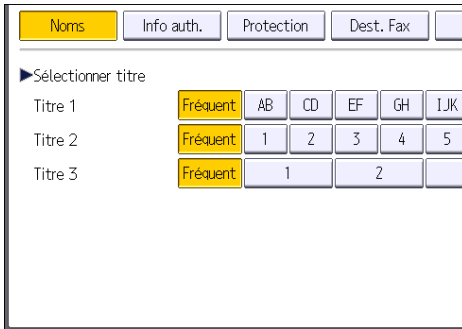 Noms Info auth. Protection Dest. Fax
►Sélectionner titre
Titre 1 Fréquent AB CD EF GH IJK
Titre 2 Fréquent 1 2 3 4 5
Titre 3 Fréquent 1 2